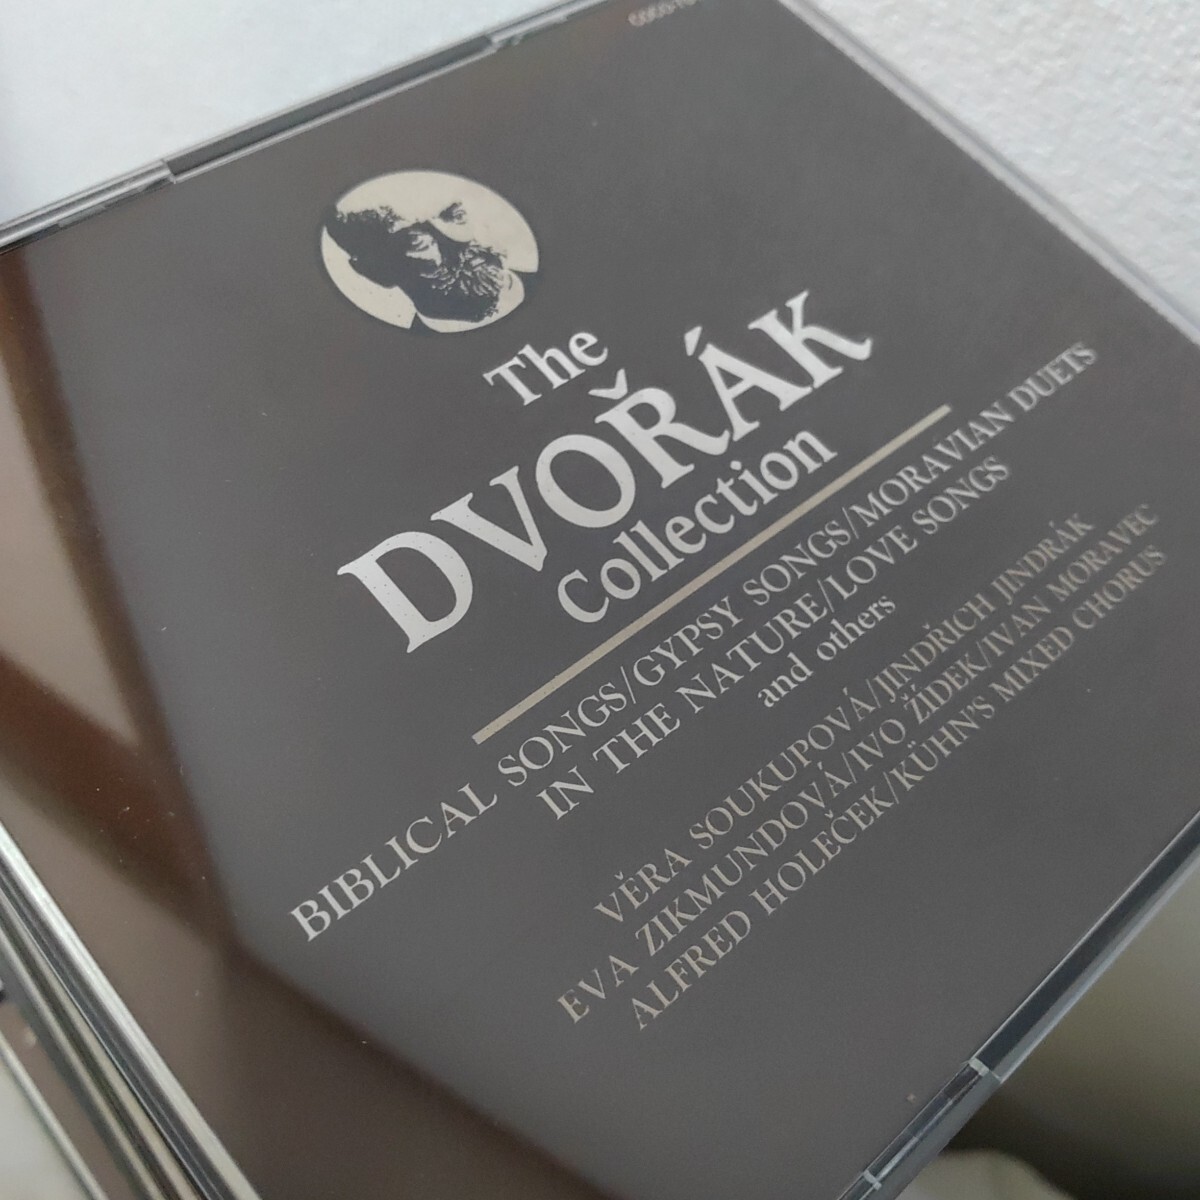 The
DVOŘÁK
Collection
BIBLICAL SONGS/GYPSY SONGS/MORAVIAN DUETS
IN THE NATURE/LOVE SONGS
and others
VĚRA SOUKUPOVÁ/JINDŘICH JINDRÁK
EVA ZIKMUNDOVÁ/IVO ŽÍDEK/IVAN MORAVEC
ALFRED HOLEČEK/KÜHN'S MIXED CHORUS